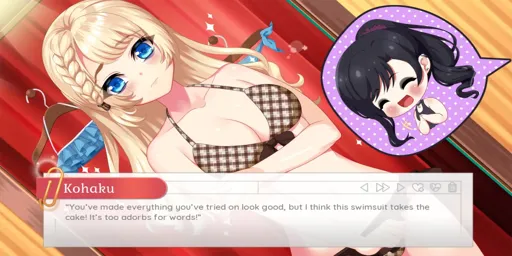 Kohaku
"You've made everything you've tried on look good, but I think this swimsuit takes the
cake! It's too adorbs for words!"